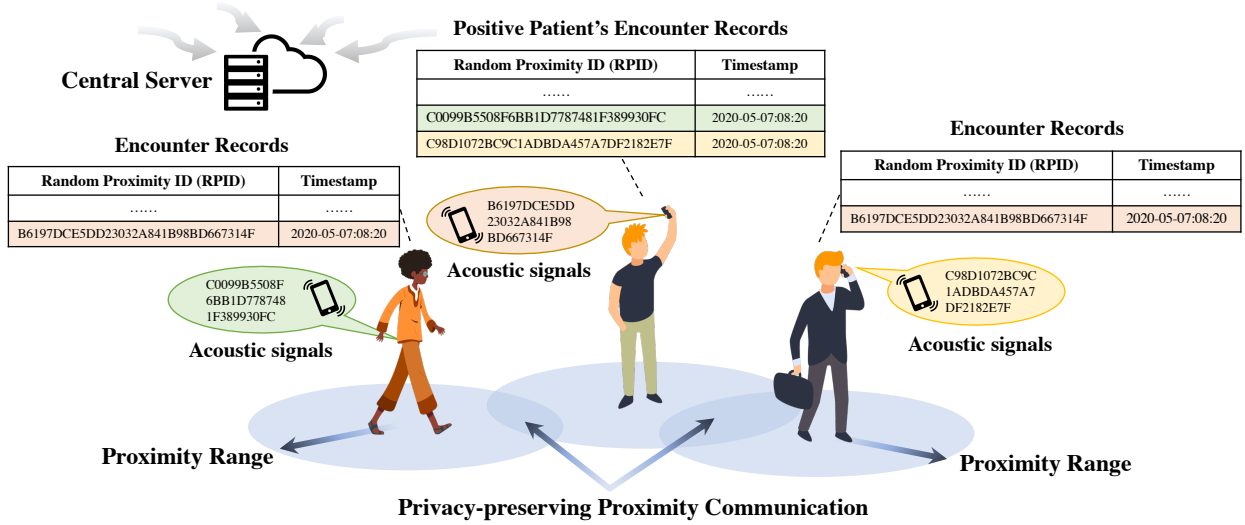 Central Server
Positive Patient's Encounter Records
Random Proximity ID (RPID) Timestamp
…… ……
C0099B5508F6BB1D7787481F389930FC 2020-05-07:08:20
C98D1072BC9C1ADBDA457A7DF2182E7F 2020-05-07:08:20
Encounter Records
Random Proximity ID (RPID) Timestamp
…… ……
B6197DCE5DD23032A841B98BD667314F 2020-05-07:08:20
Encounter Records
Random Proximity ID (RPID) Timestamp
…… ……
B6197DCE5DD23032A841B98BD667314F 2020-05-07:08:20
B6197DCE5DD
23032A841B98
BD667314F
Acoustic signals
C0099B5508F
6BB1D778748
1F389930FC
Acoustic signals
C98D1072BC9C
1ADBDA457A7
DF2182E7F
Acoustic signals
Proximity Range
Proximity Range
Privacy-preserving Proximity Communication